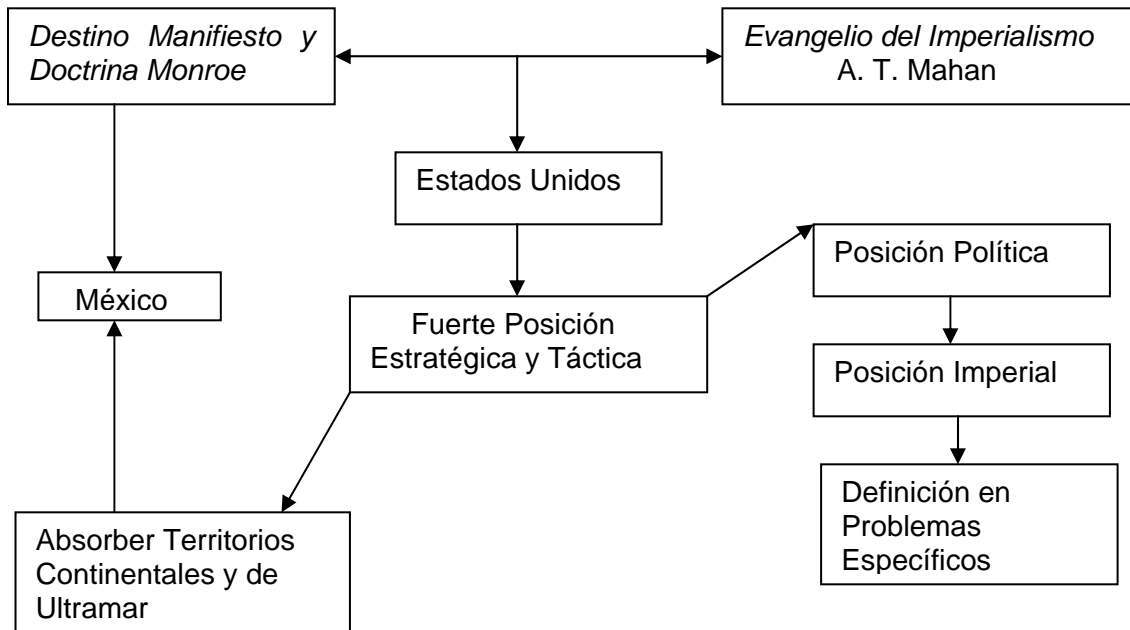 Destino Manifiesto y
Doctrina Monroe
Evangelio del Imperialismo
A. T. Mahan
Estados Unidos
Posición Política
México
Fuerte Posición
Estratégica y Táctica
Posición Imperial
Definición en
Problemas
Específicos
Absorber Territorios
Continentales y de
Ultramar